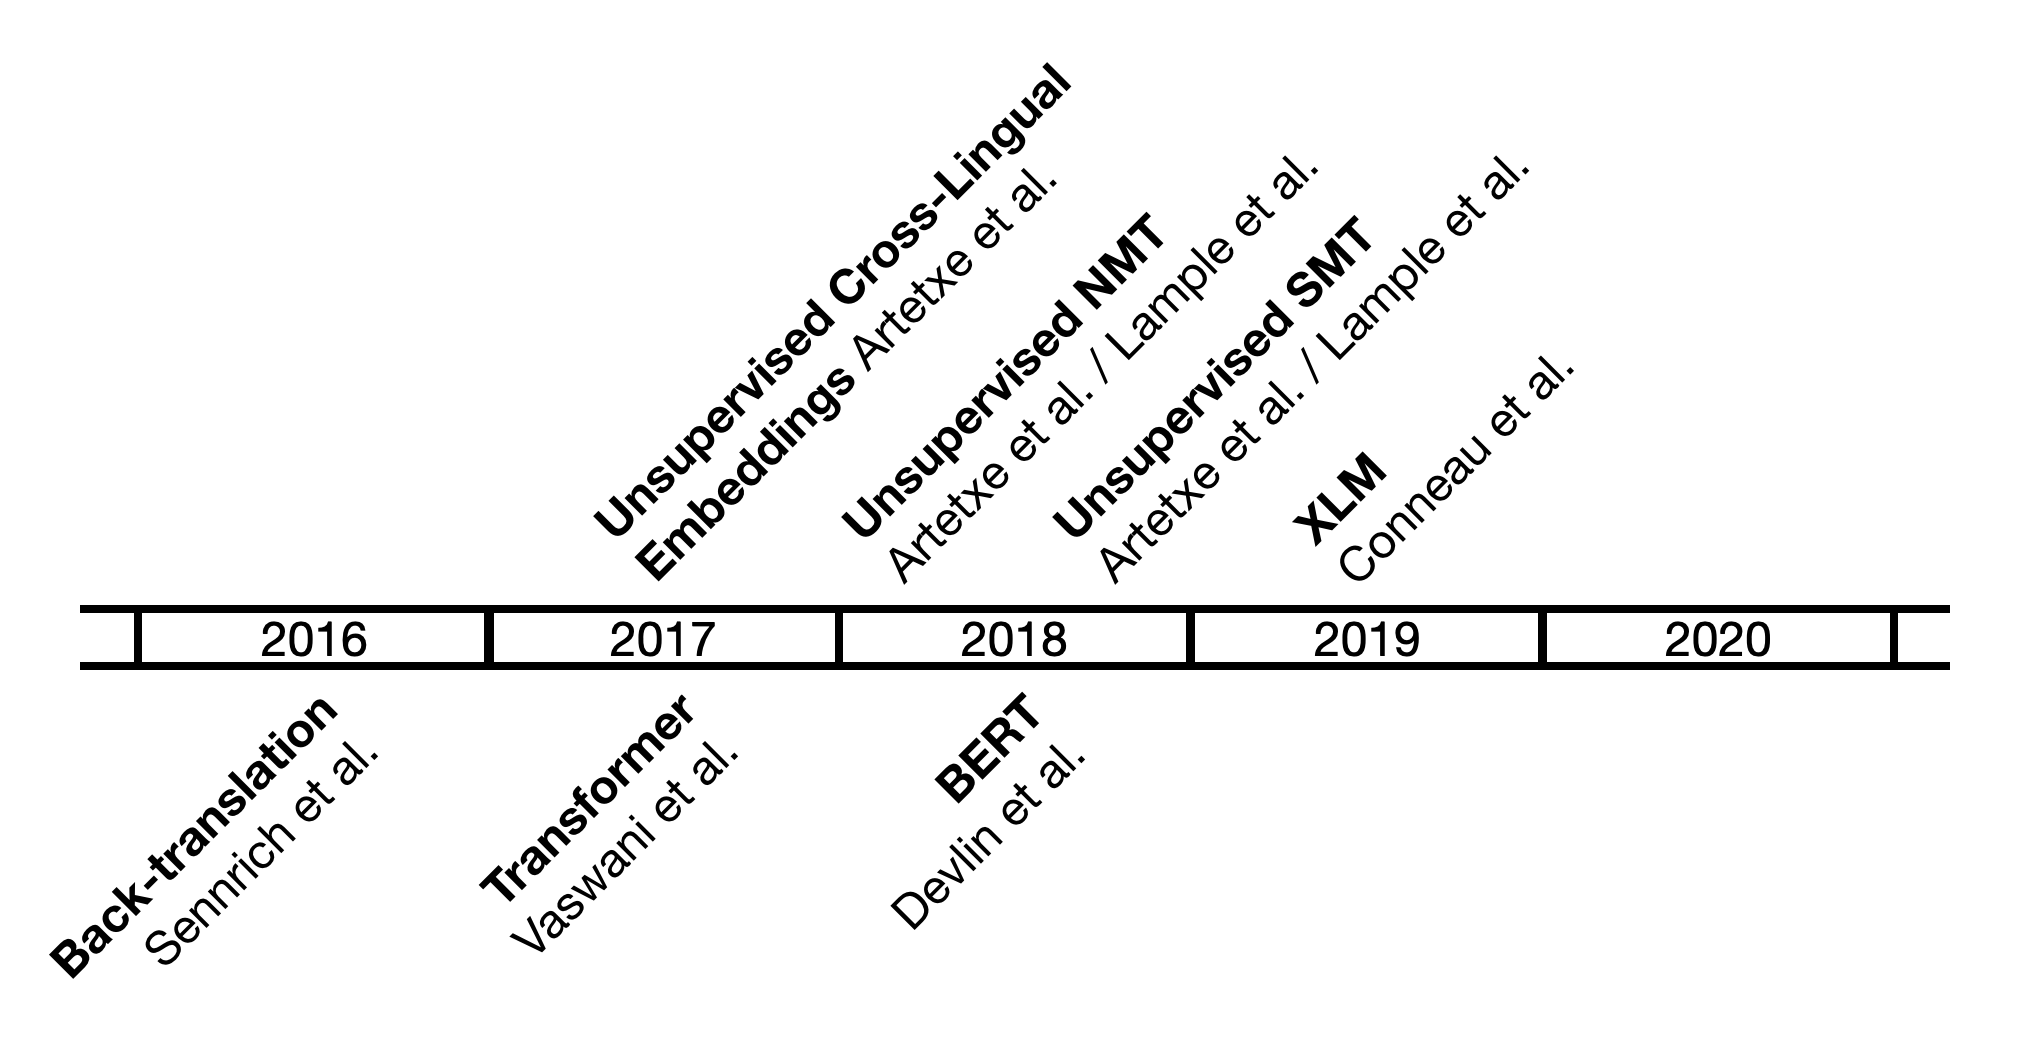 Unsupervised Cross-Lingual
Embeddings Artetxe et al.
Unsupervised NMT
Artetxe et al. / Lample et al.
Unsupervised SMT
Artetxe et al. / Lample et al.
XLM
Conneau et al.
2016
2017
2018
2019
2020
Back-translation
Sennrich et al.
Transformer
Vaswani et al.
BERT
Devlin et al.